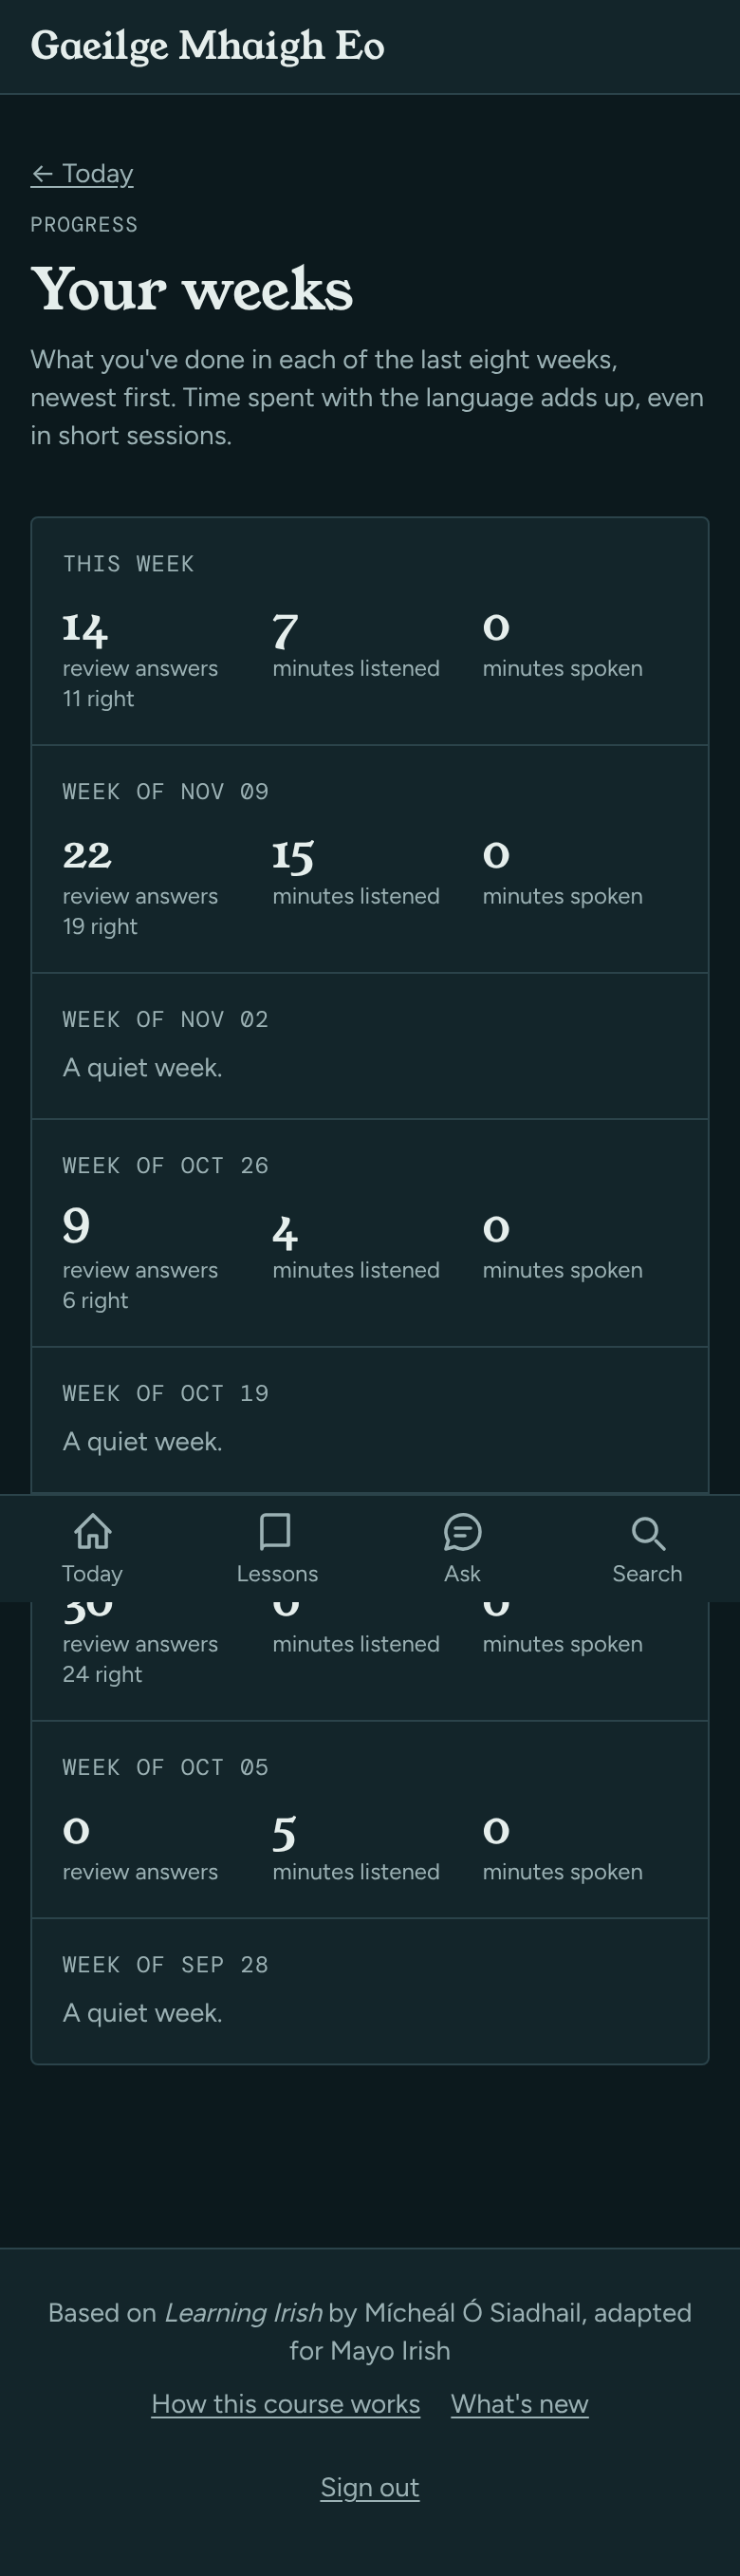 Gaeilge Mhaigh Eo
← Today
PROGRESS
Your weeks
What you've done in each of the last eight weeks,
newest first. Time spent with the language adds up, even
in short sessions.
THIS WEEK
14 7 0
review answers minutes listened minutes spoken
11 right
WEEK OF NOV 09
22 15 0
review answers minutes listened minutes spoken
19 right
WEEK OF NOV 02
A quiet week.
WEEK OF OCT 26
9 4 0
review answers minutes listened minutes spoken
6 right
WEEK OF OCT 19
A quiet week.
Today Lessons Ask Search
review answers minutes listened minutes spoken
24 right
WEEK OF OCT 05
0 5 0
review answers minutes listened minutes spoken
WEEK OF SEP 28
A quiet week.
Based on Learning Irish by Mícheál Ó Siadhail, adapted
for Mayo Irish
How this course works What's new
Sign out